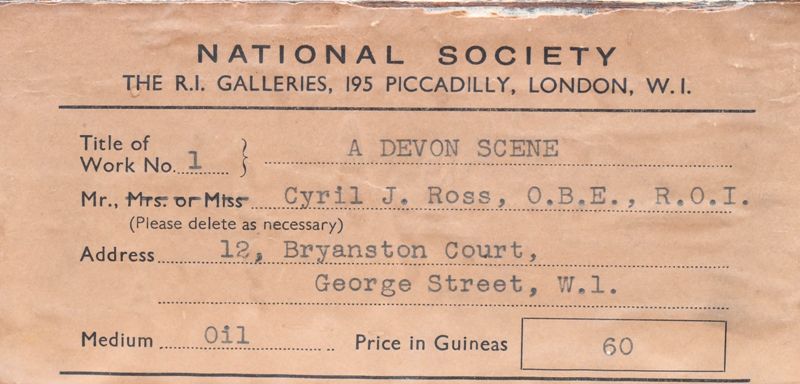 NATIONAL SOCIETY
THE R.I. GALLERIES, 195 PICCADILLY, LONDON, W.1.
Title of
Work No. 1 } A DEVON SCENE
Mr., Mrs. or Miss Cyril J. Ross, O.B.E., R.O.I.
(Please delete as necessary)
Address 12, Bryanston Court,
George Street, W.1.
Medium Oil Price in Guineas 60